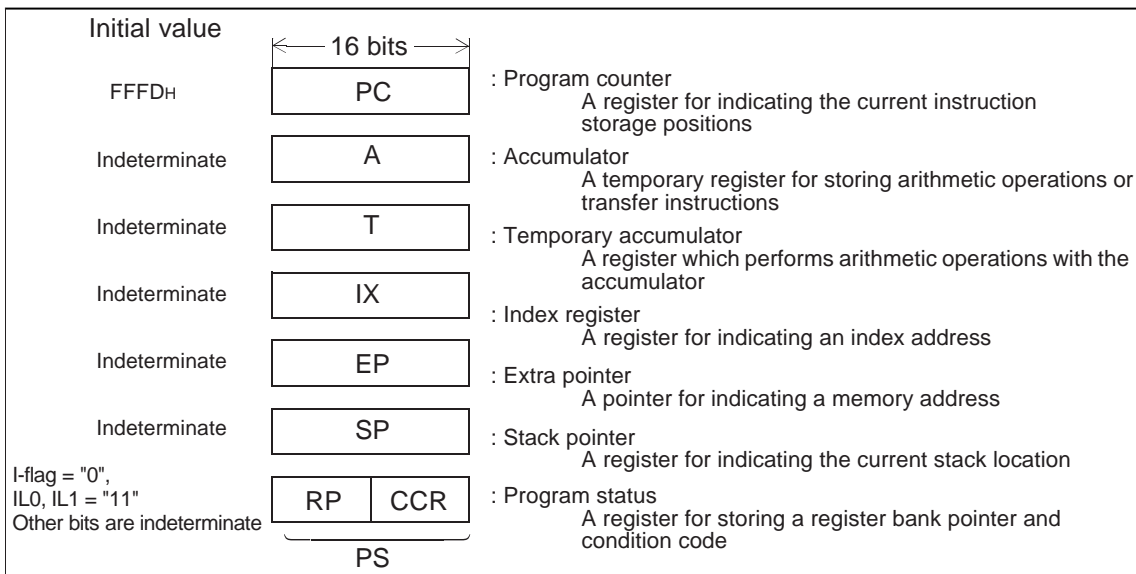 Initial value
16 bits
FFFDH
PC
: Program counter
A register for indicating the current instruction
storage positions
Indeterminate
A
: Accumulator
A temporary register for storing arithmetic operations or
transfer instructions
Indeterminate
T
: Temporary accumulator
A register which performs arithmetic operations with the
accumulator
Indeterminate
IX
: Index register
A register for indicating an index address
Indeterminate
EP
: Extra pointer
A pointer for indicating a memory address
Indeterminate
SP
: Stack pointer
A register for indicating the current stack location
I-flag = "0",
IL0, IL1 = "11"
Other bits are indeterminate
RP
CCR
: Program status
A register for storing a register bank pointer and
condition code
PS